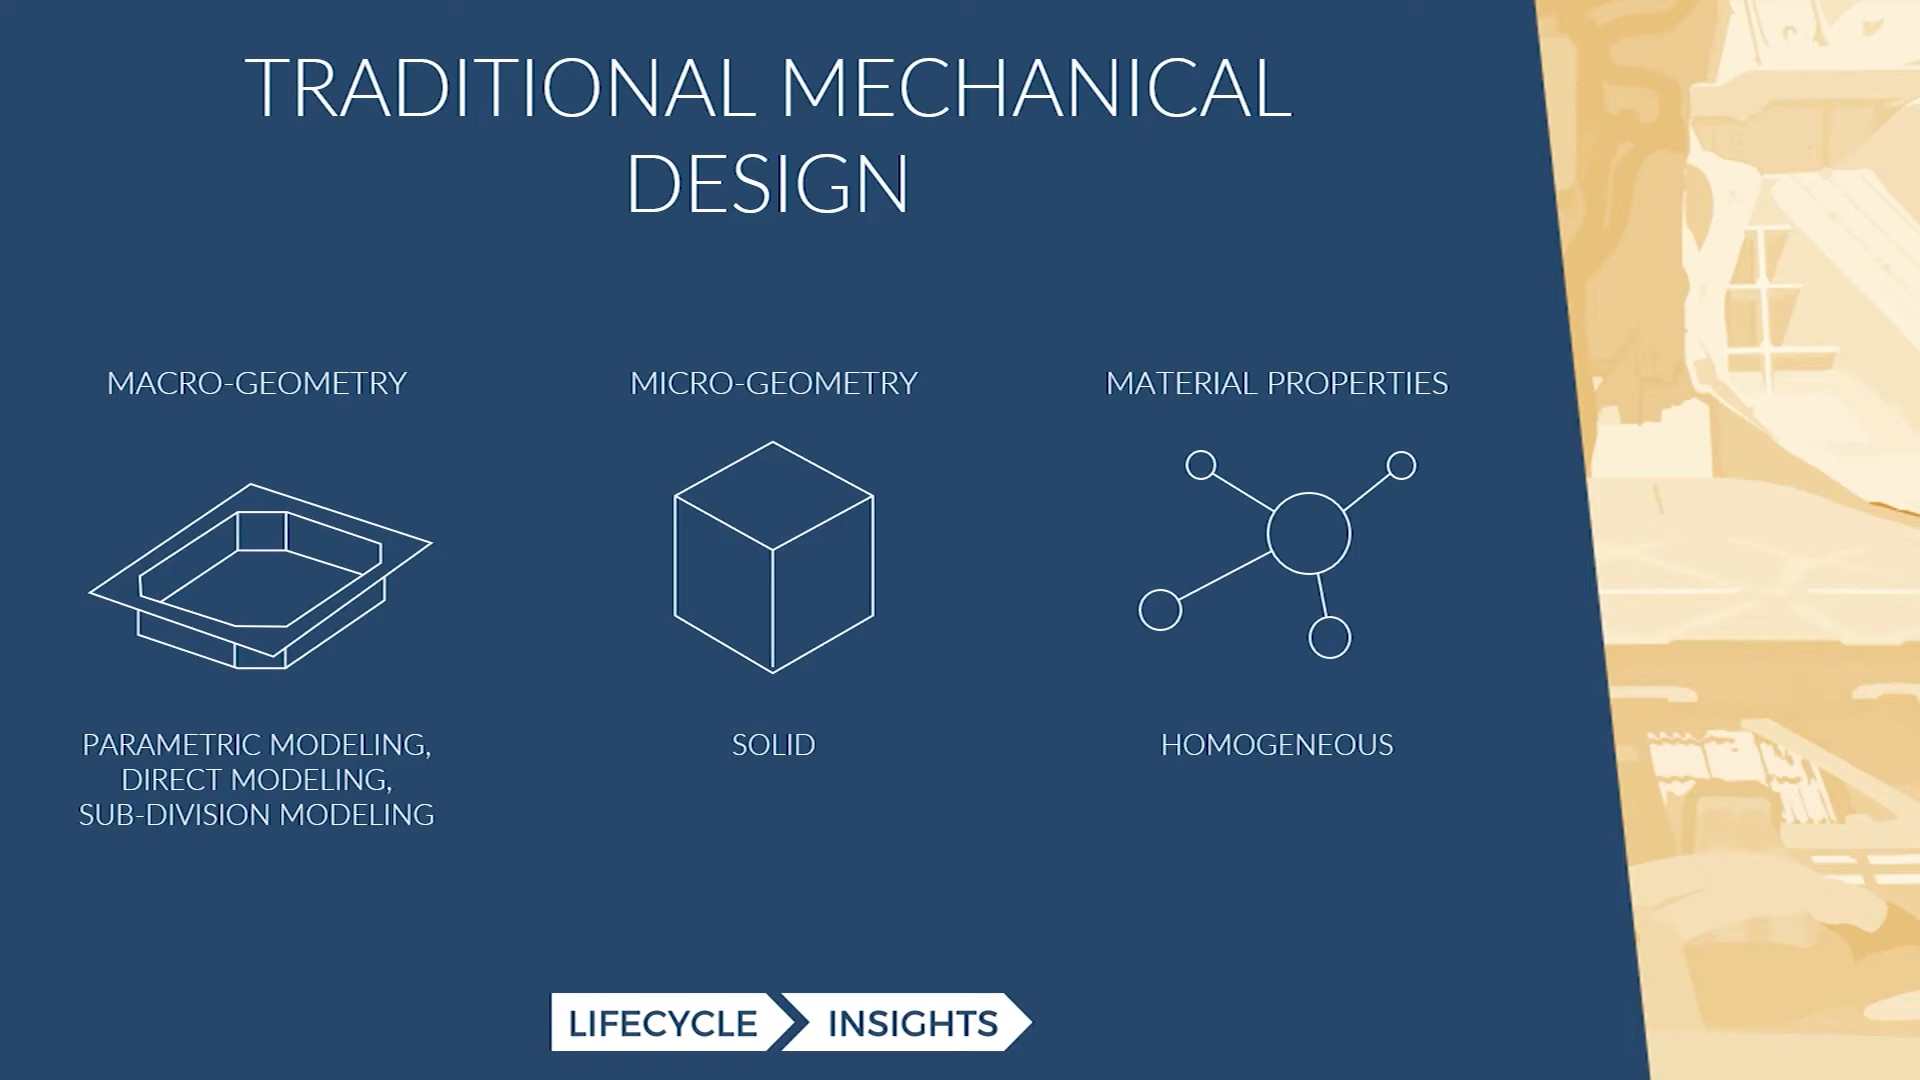 TRADITIONAL MECHANICAL
DESIGN
MACRO-GEOMETRY
MICRO-GEOMETRY
MATERIAL PROPERTIES
PARAMETRIC MODELING,
DIRECT MODELING,
SUB-DIVISION MODELING
SOLID
HOMOGENEOUS
LIFECYCLE INSIGHTS